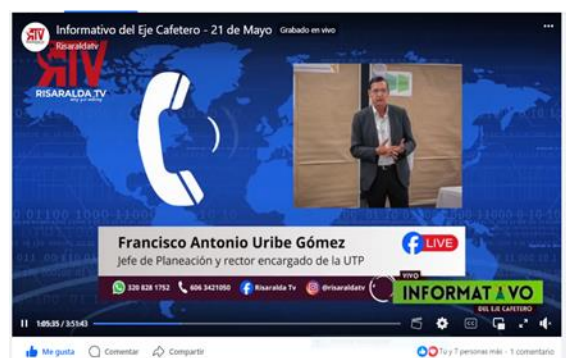 Informativo del Eje Cafetero - 21 de Mayo Grabado en vivo
Risaraldatv
RTV
RISARALDA TV
Francisco Antonio Uribe Gómez
Jefe de Planeación y rector encargado de la UTP
LIVE
320 828 1752 606 3421050 Risaralda Tv @risaraldatv
VIVO
INFORMATIVO
DEL EJE CAFETERO
1:05:35 / 3:51:43
Me gusta Comentar Compartir Tú y 7 personas más · 1 comentario